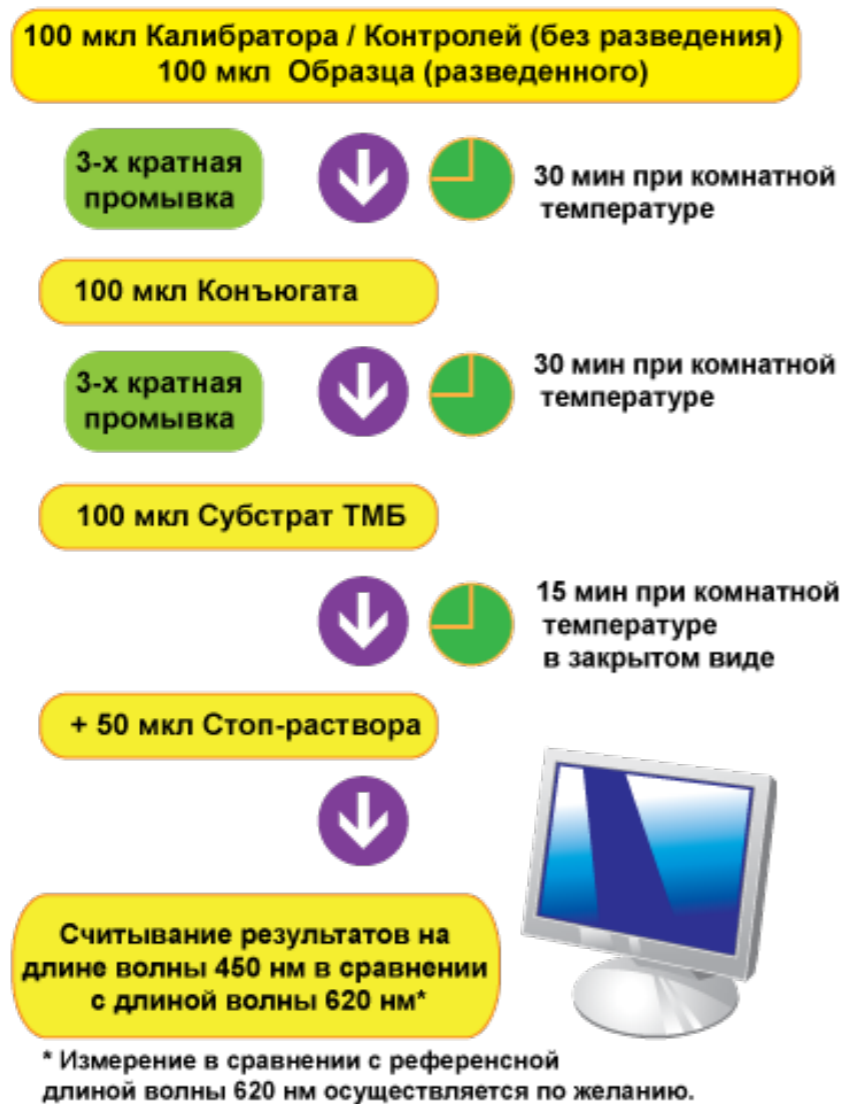 100 мкл Калибратора / Контролей (без разведения)
100 мкл Образца (разведенного)
3-х кратная
промывка
30 мин при комнатной
температуре
100 мкл Конъюгата
3-х кратная
промывка
30 мин при комнатной
температуре
100 мкл Субстрат ТМБ
15 мин при комнатной
температуре
в закрытом виде
+ 50 мкл Стоп-раствора
Считывание результатов на
длине волны 450 нм в сравнении
с длиной волны 620 нм*
* Измерение в сравнении с референсной
длиной волны 620 нм осуществляется по желанию.